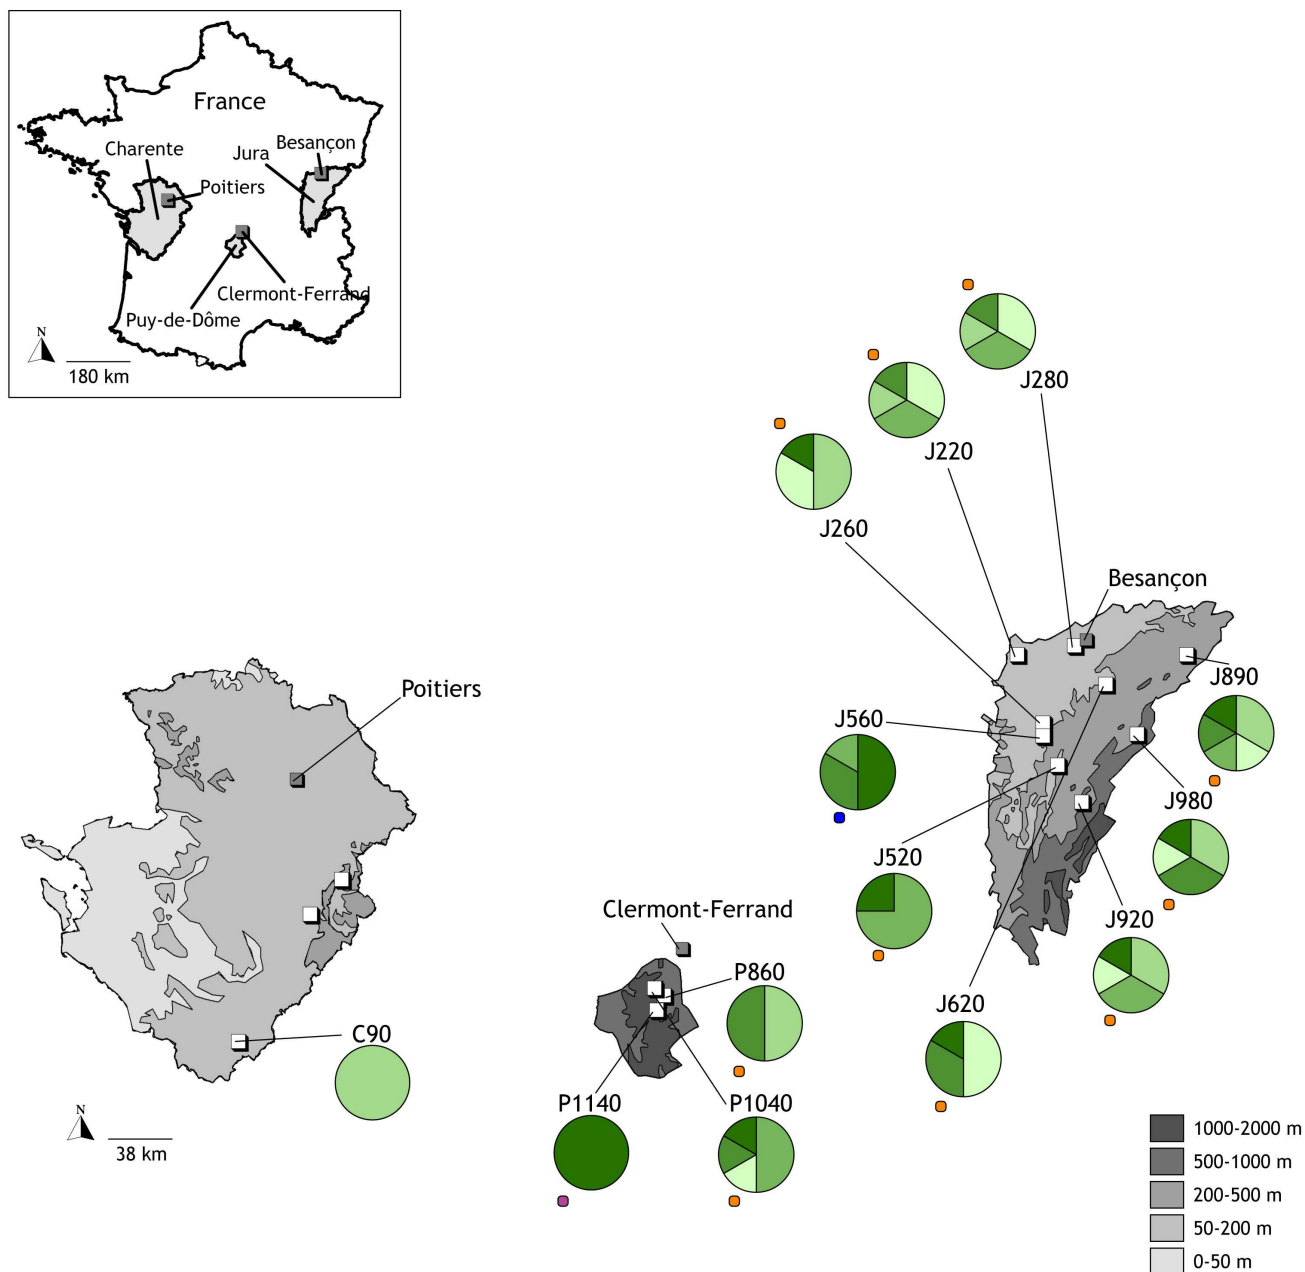 France
Charente
Jura
Besançon
Poitiers
Clermont-Ferrand
Puy-de-Dôme
N
180 km
J280
J220
J260
Besançon
J890
Poitiers
J560
J980
J520
Clermont-Ferrand
J920
P860
J620
C90
P1140
P1040
N
38 km
1000-2000 m
500-1000 m
200-500 m
50-200 m
0-50 m